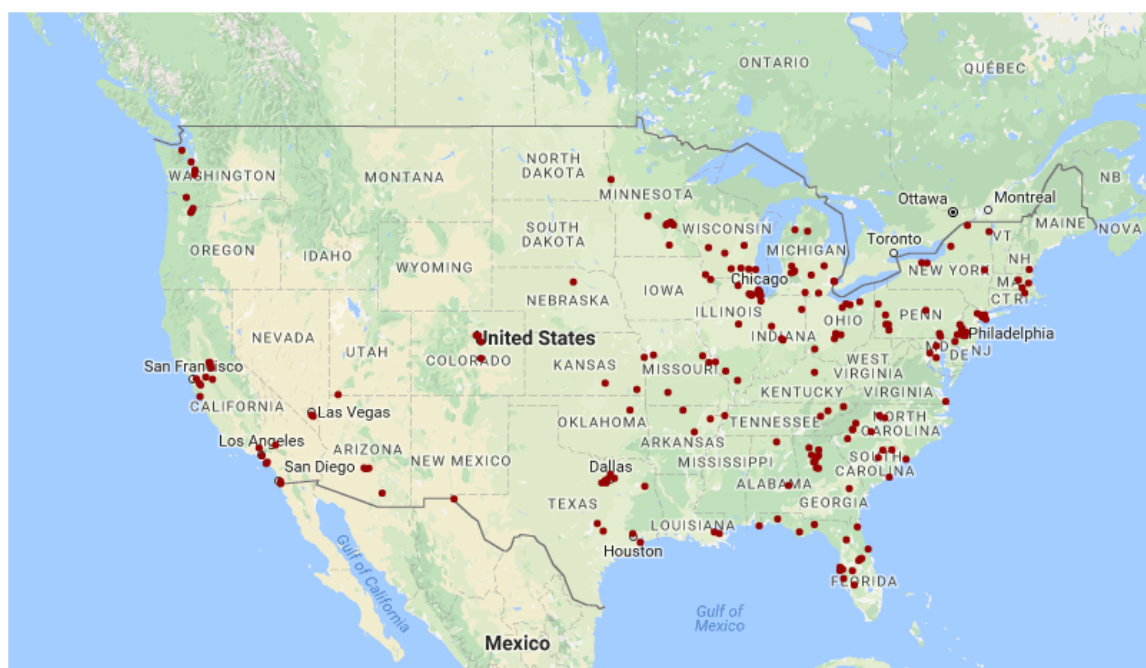 ONTARIO
QUÉBEC
NORTH
DAKOTA
NB
WASHINGTON
MONTANA
MINNESOTA
Ottawa
Montreal
MAINE
NOVA
SOUTH
DAKOTA
WISCONSIN
VT
OREGON
IDAHO
MICHIGAN
Toronto
NH
WYOMING
NEW YORK
MA
CT RI
Chicago
IOWA
NEBRASKA
ILLINOIS
OHIO
PENN
NEVADA
United States
INDIANA
Philadelphia
MD
DE
NJ
UTAH
COLORADO
San Francisco
KANSAS
MISSOURI
WEST
VIRGINIA
KENTUCKY
VIRGINIA
CALIFORNIA
Las Vegas
OKLAHOMA
TENNESSEE
NORTH
CAROLINA
Los Angeles
ARIZONA
NEW MEXICO
ARKANSAS
San Diego
Dallas
MISSISSIPPI
SOUTH
CAROLINA
ALABAMA
TEXAS
GEORGIA
LOUISIANA
Houston
FLORIDA
Gulf of
California
Gulf of
Mexico
Mexico